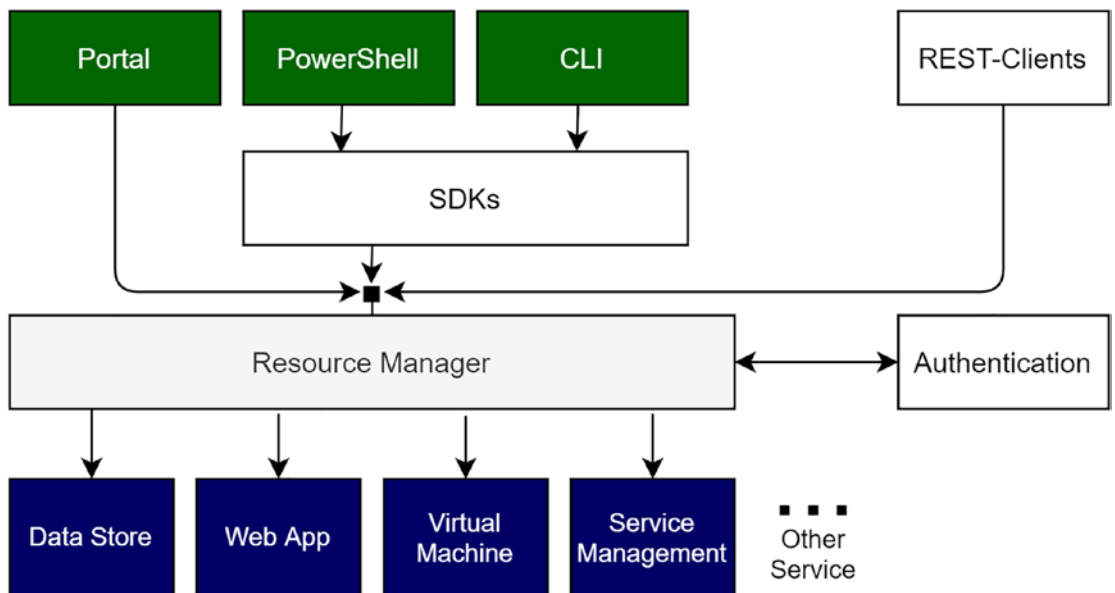 Portal
PowerShell
CLI
REST-Clients
SDKs
Resource Manager
Authentication
Data Store
Web App
Virtual
Machine
Service
Management
Other
Service